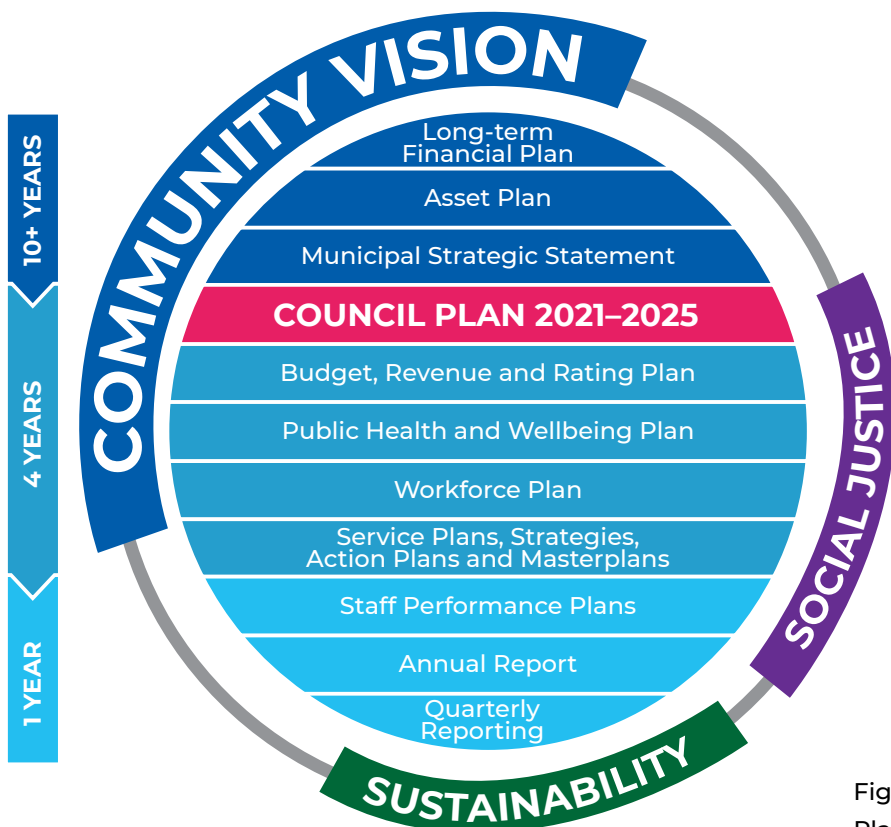 COMMUNITY VISION
10+ YEARS
4 YEARS
1 YEAR
Long-term
Financial Plan
Asset Plan
Municipal Strategic Statement
COUNCIL PLAN 2021–2025
Budget, Revenue and Rating Plan
Public Health and Wellbeing Plan
Workforce Plan
Service Plans, Strategies,
Action Plans and Masterplans
Staff Performance Plans
Annual Report
Quarterly
Reporting
SOCIAL JUSTICE
SUSTAINABILITY
Fig